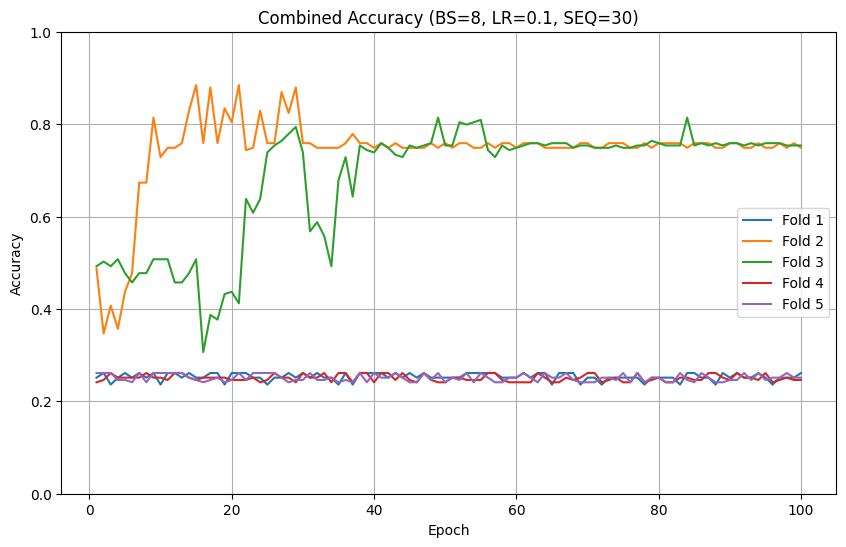 Combined Accuracy (BS=8, LR=0.1, SEQ=30)
1.0
0.8
0.6
0.4
0.2
0.0
Accuracy
Fold 1
Fold 2
Fold 3
Fold 4
Fold 5
0 20 40 60 80 100
Epoch